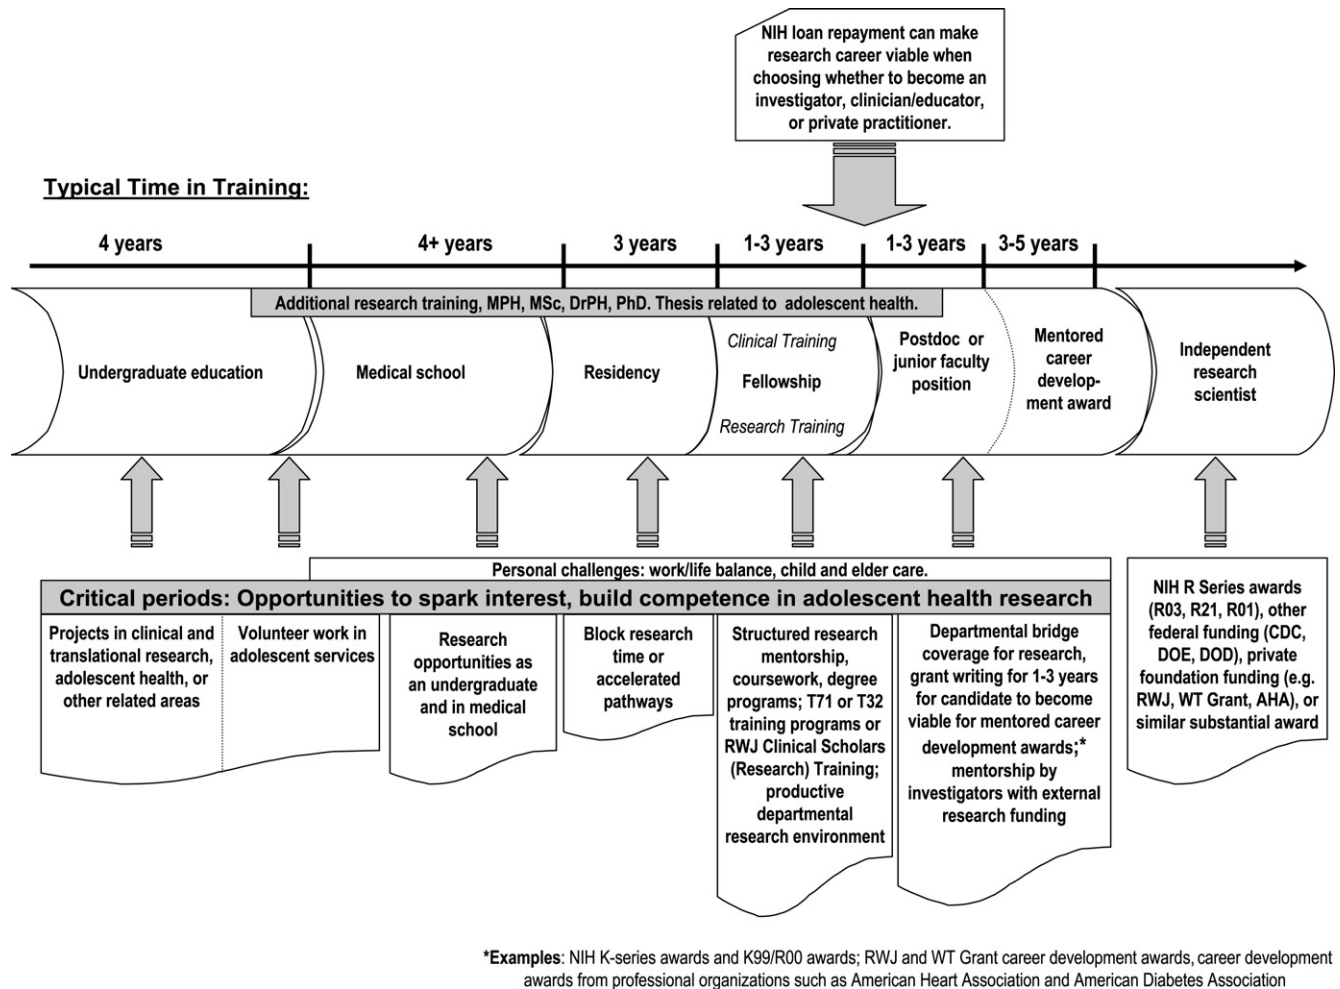 NIH loan repayment can make
research career viable when
choosing whether to become an
investigator, clinician/educator,
or private practitioner.
Typical Time in Training:
4 years
4+ years
3 years
1-3 years
1-3 years
3-5 years
Additional research training, MPH, MSc, DrPH, PhD. Thesis related to adolescent health.
Undergraduate education
Medical school
Residency
Clinical Training
Fellowship
Research Training
Postdoc or
junior faculty
position
Mentored
career
develop-
ment award
Independent
research
scientist
Personal challenges: work/life balance, child and elder care.
Critical periods: Opportunities to spark interest, build competence in adolescent health research
Projects in clinical and
translational research,
adolescent health, or
other related areas
Volunteer work in
adolescent services
Research
opportunities as
an undergraduate
and in medical
school
Block research
time or
accelerated
pathways
Structured research
mentorship,
coursework, degree
programs; T71 or T32
training programs or
RWJ Clinical Scholars
(Research) Training;
productive
departmental
research environment
Departmental bridge
coverage for research,
grant writing for 1-3 years
for candidate to become
viable for mentored career
development awards;*
mentorship by
investigators with external
research funding
NIH R Series awards
(R03, R21, R01), other
federal funding (CDC,
DOE, DOD), private
foundation funding (e.g.
RWJ, WT Grant, AHA), or
similar substantial award
*Examples: NIH K-series awards and K99/R00 awards; RWJ and WT Grant career development awards, career development
awards from professional organizations such as American Heart Association and American Diabetes Association